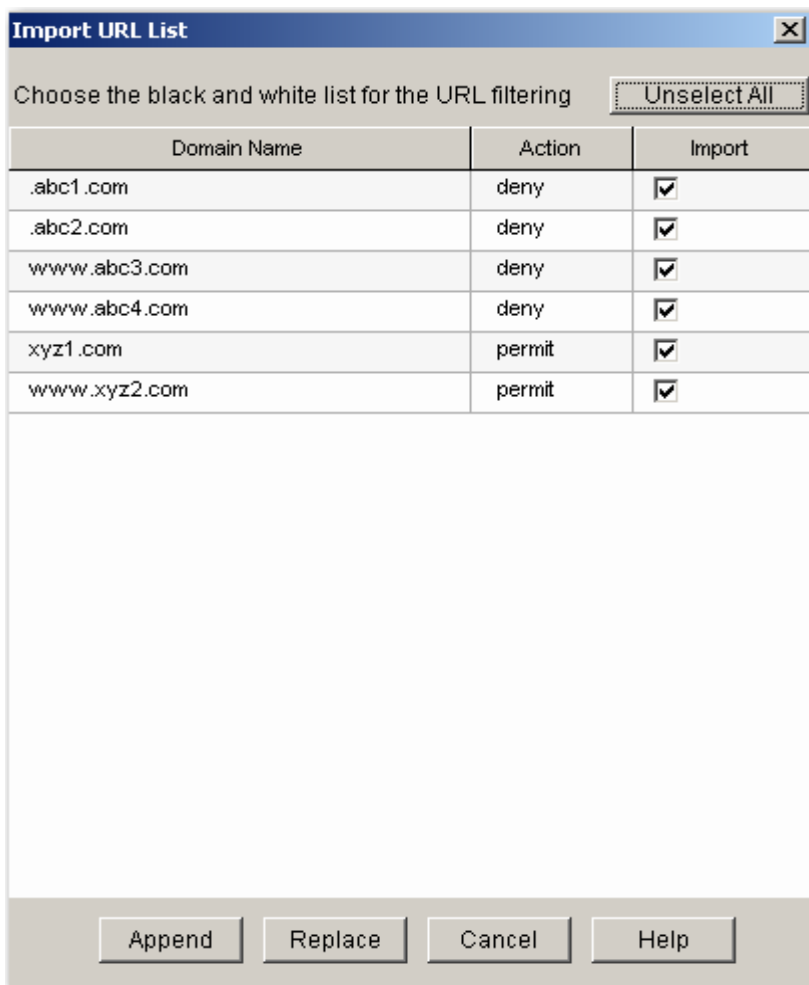 Import URL List
Choose the black and white list for the URL filtering Unselect All
Domain Name Action Import
.abc1.com deny
.abc2.com deny
www.abc3.com deny
www.abc4.com deny
xyz1.com permit
www.xyz2.com permit
Append Replace Cancel Help